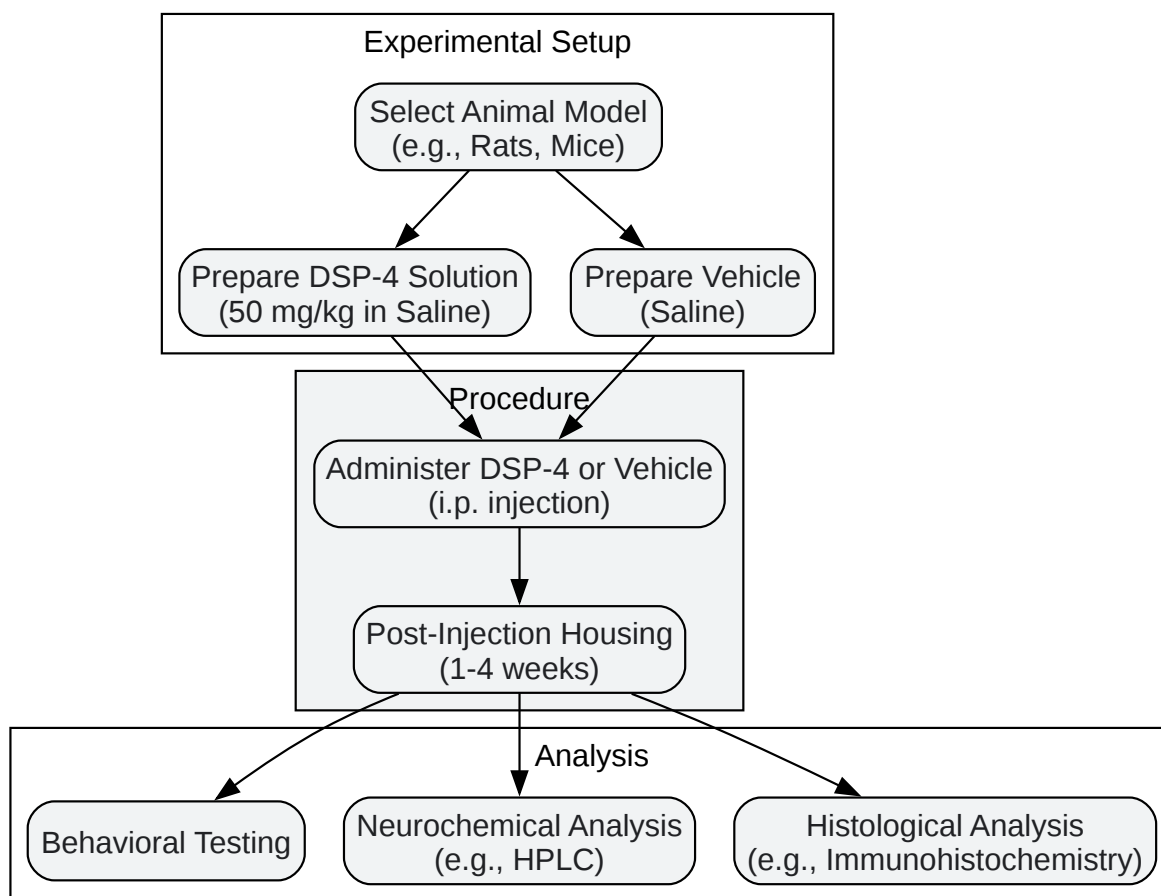 Experimental Setup
Select Animal Model
(e.g., Rats, Mice)
Prepare DSP-4 Solution
(50 mg/kg in Saline)
Prepare Vehicle
(Saline)
Procedure
Administer DSP-4 or Vehicle
(i.p. injection)
Post-Injection Housing
(1-4 weeks)
Analysis
Behavioral Testing
Neurochemical Analysis
(e.g., HPLC)
Histological Analysis
(e.g., Immunohistochemistry)